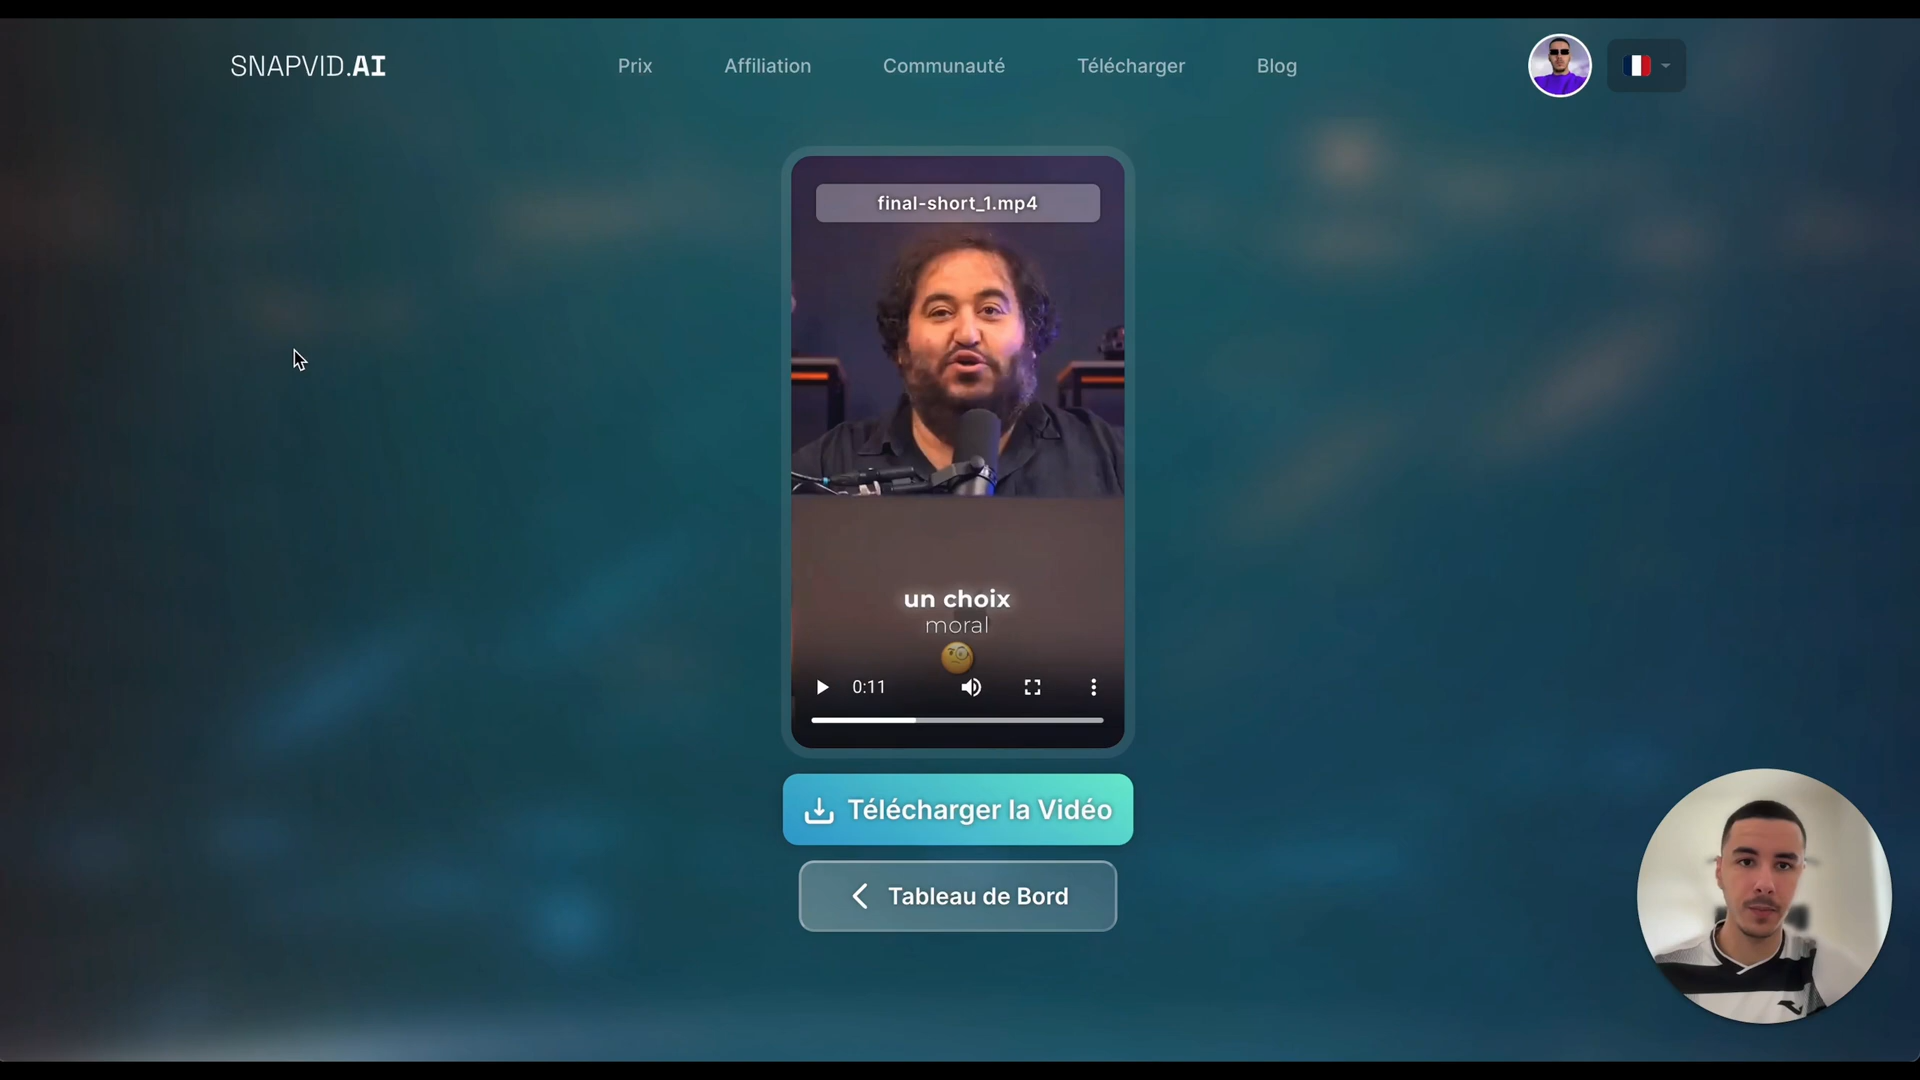 SNAPVID.AI
Prix
Affiliation
Communauté
Télécharger
Blog
final-short_1.mp4
un choix
moral
0:11
Télécharger la Vidéo
Tableau de Bord